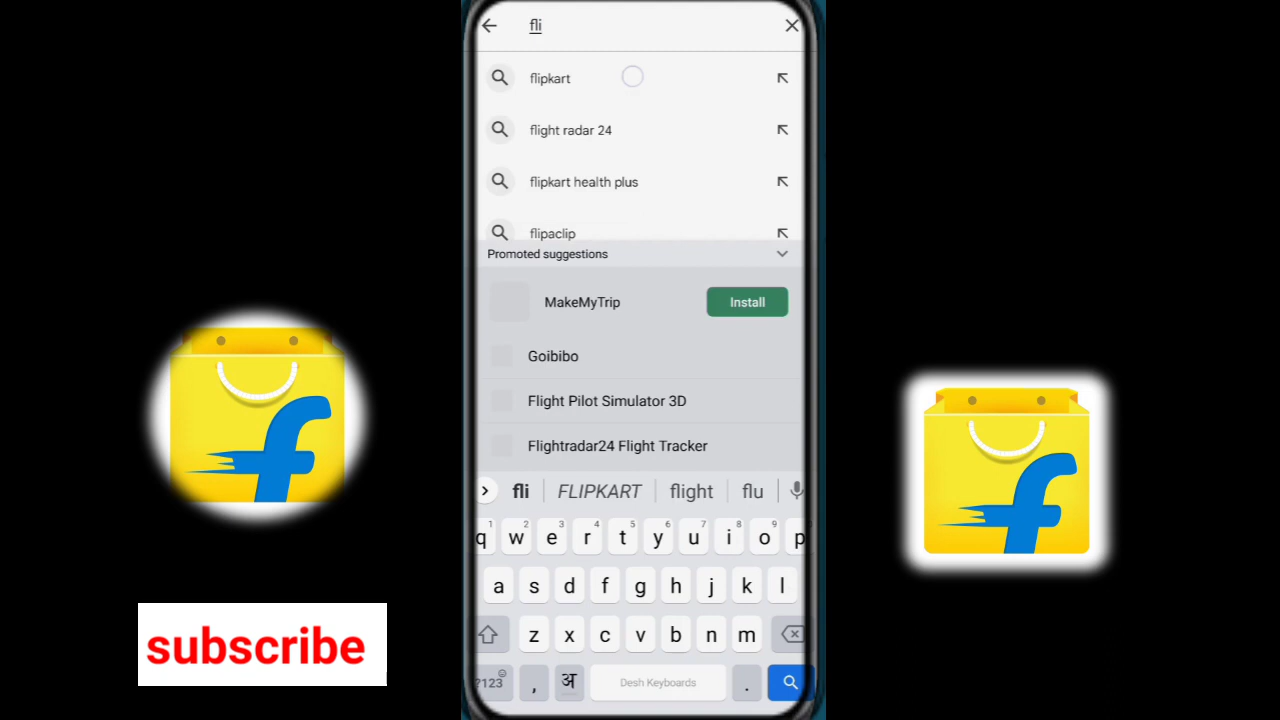 fli
flipkart
flight radar 24
flipkart health plus
flipaclip
Promoted suggestions
MakeMyTrip
Install
Goibibo
Flight Pilot Simulator 3D
Flightradar24 Flight Tracker
fli FLIPKART flight flu
1 2 3 4 5 6 7 8 9
q w e r t y u i o p
a s d f g h j k l
z x c v b n m
?123 , अ Desh Keyboards .
subscribe